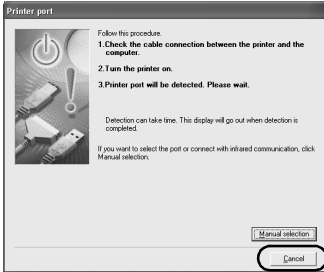 Printer port
Follow this procedure.
1.Check the cable connection between the printer and the
computer.
2.Turn the printer on.
3.Printer port will be detected. Please wait.
Detection can take time. This display will go out when detection is
completed.
If you want to select the port or connect with infrared communication, click
Manual selection.
Manual selection
Cancel